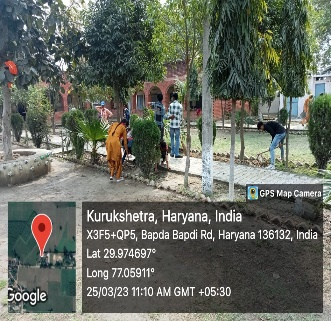 GPS Map Camera
Kurukshetra, Haryana, India
X3F5+QP5, Bapda Bapdi Rd, Haryana 136132, India
Lat 29.974697°
Long 77.05911°
25/03/23 11:10 AM GMT +05:30
Google